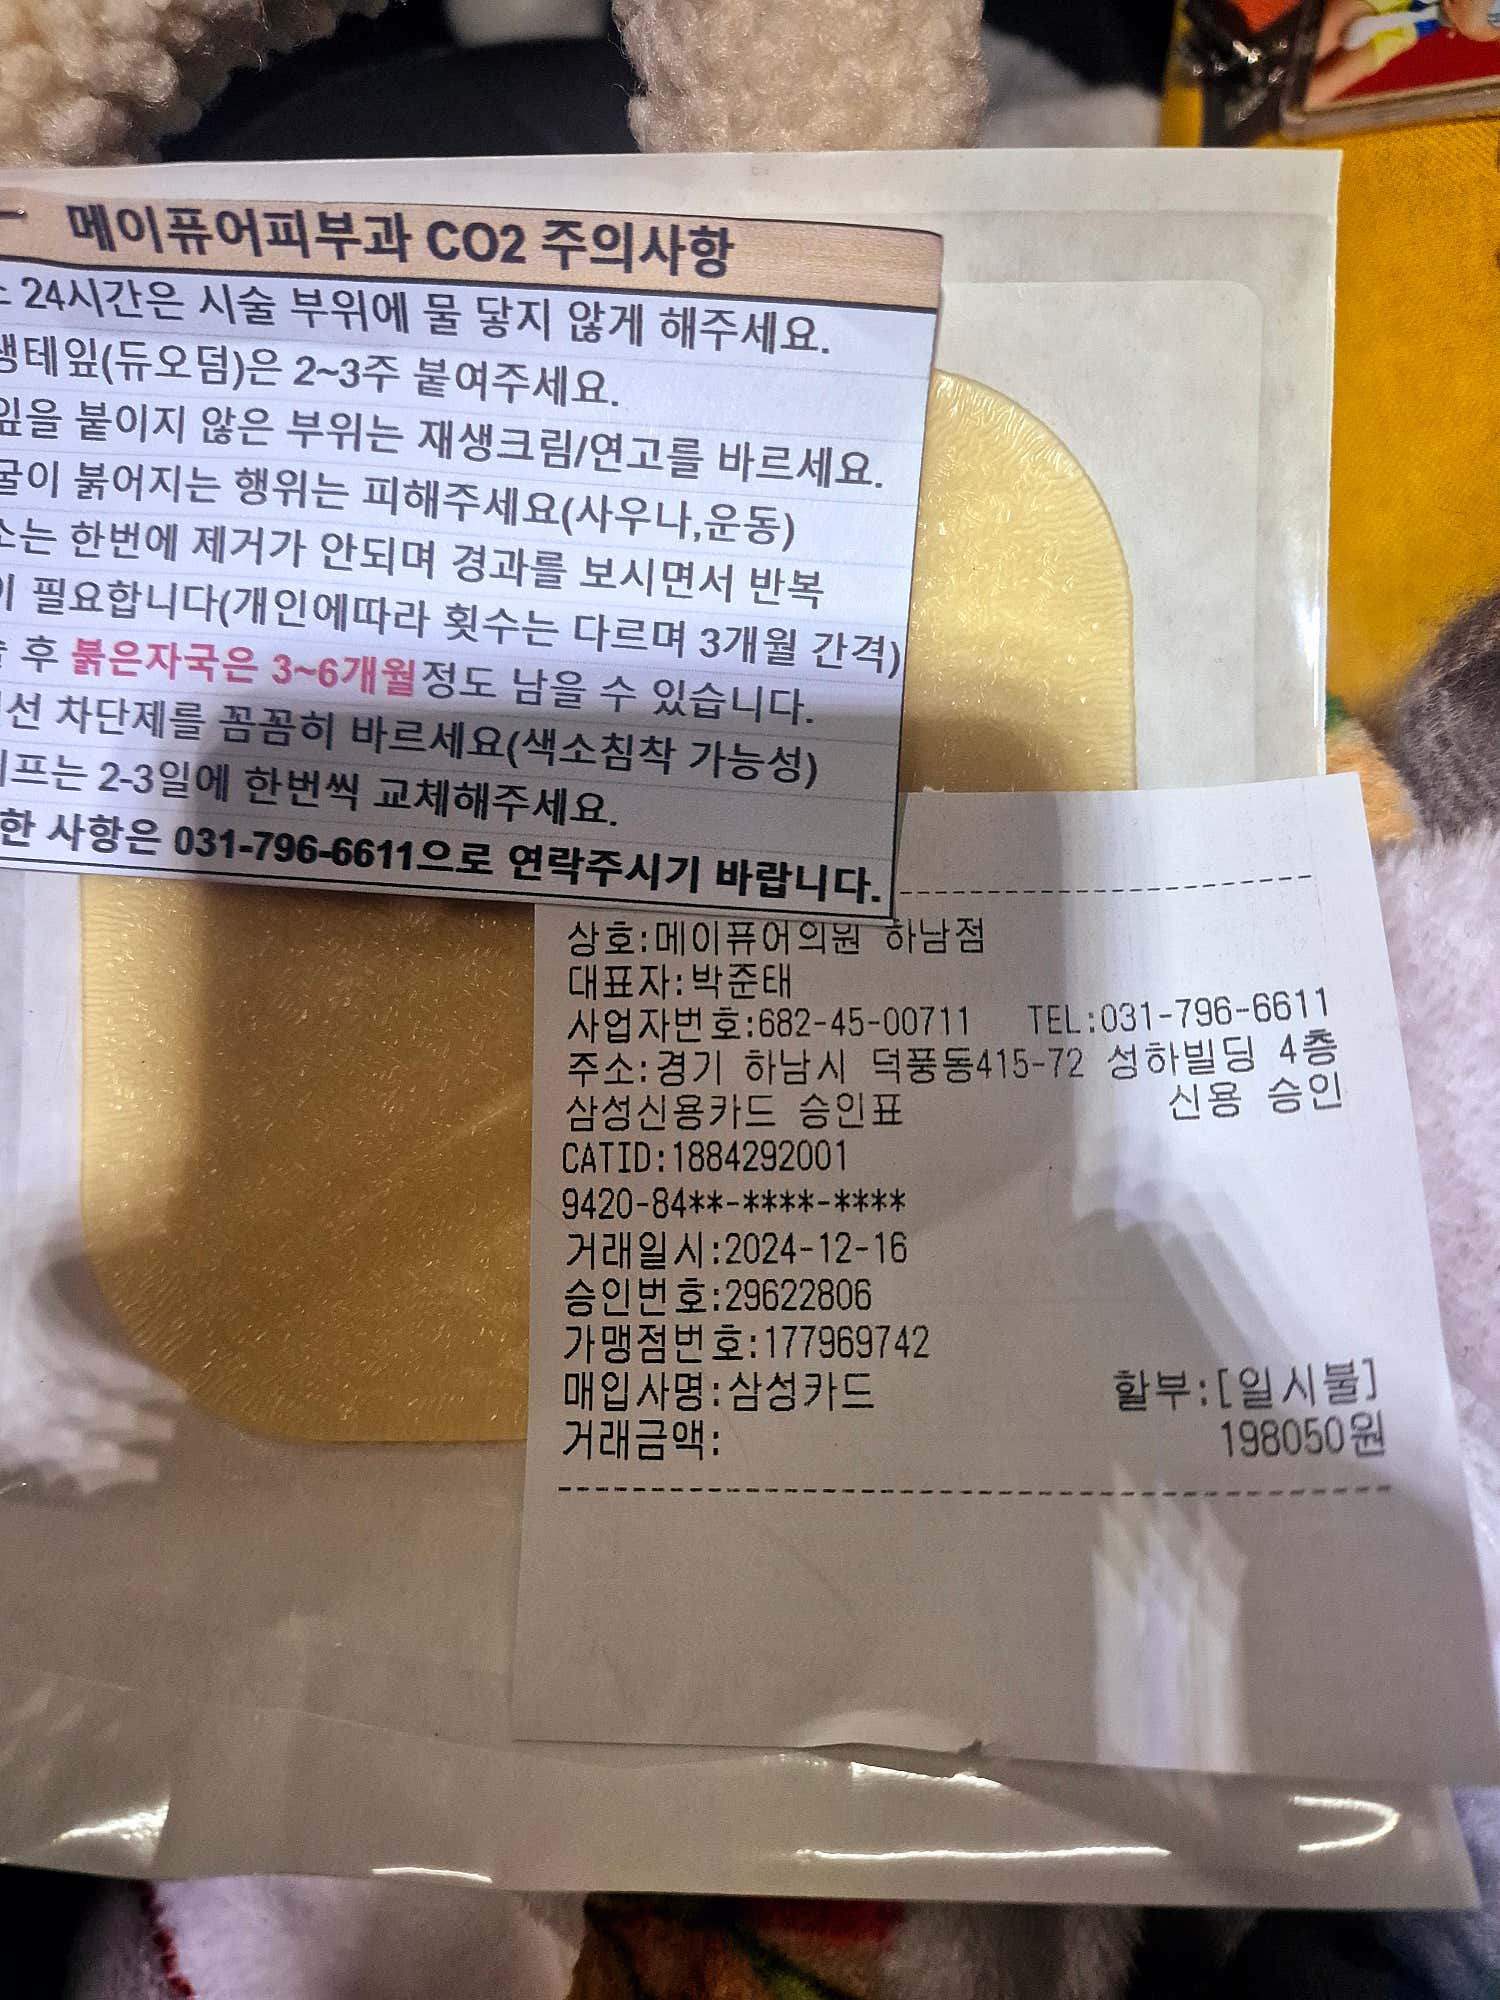 메이퓨어피부과 CO2 주의사항
24시간은 시술 부위에 물 닿지 않게 해주세요.
생테잎(듀오덤)은 2~3주 붙여주세요.
잎을 붙이지 않은 부위는 재생크림/연고를 바르세요.
굴이 붉어지는 행위는 피해주세요(사우나,운동)
소는 한번에 제거가 안되며 경과를 보시면서 반복
이 필요합니다(개인에따라 횟수는 다르며 3개월 간격)
후 붉은자국은 3~6개월정도 남을 수 있습니다.
선 차단제를 꼼꼼히 바르세요(색소침착 가능성)
프는 2-3일에 한번씩 교체해주세요.
한 사항은 031-796-6611으로 연락주시기 바랍니다.
상호:메이퓨어의원 하남점
대표자:박준태
사업자번호:682-45-00711 TEL:031-796-6611
주소:경기 하남시 덕풍동415-72 성하빌딩 4층
삼성신용카드 승인표 신용 승인
CATID:1884292001
9420-84**-****-****
거래일시:2024-12-16
승인번호:29622806
가맹점번호:177969742
매입사명:삼성카드 할부:[일시불]
거래금액: 198050원